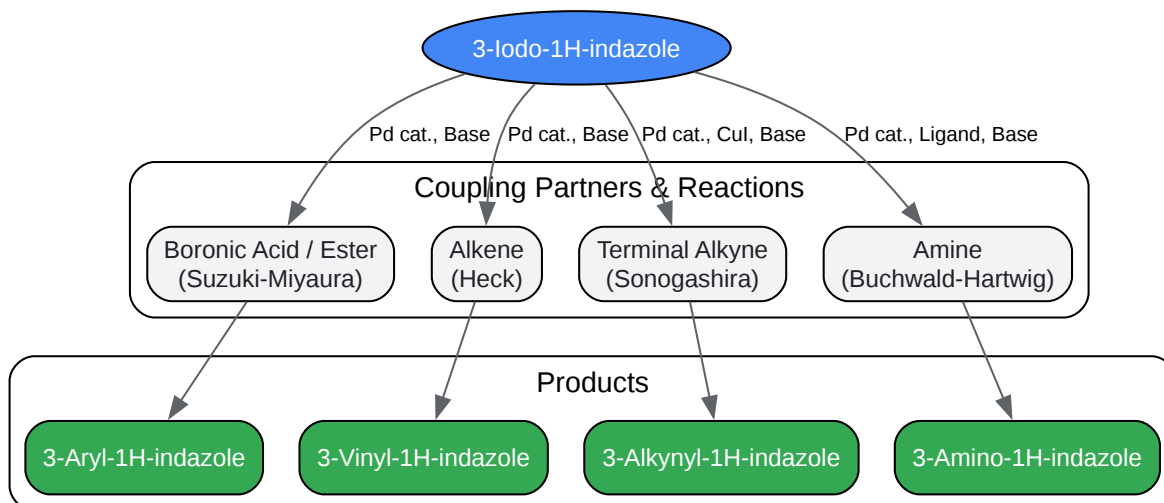 3-Iodo-1H-indazole
Pd cat., Base
Pd cat., Base
Pd cat., CuI, Base
Pd cat., Ligand, Base
Coupling Partners & Reactions
Boronic Acid / Ester
(Suzuki-Miyaura)
Alkene
(Heck)
Terminal Alkyne
(Sonogashira)
Amine
(Buchwald-Hartwig)
Products
3-Aryl-1H-indazole
3-Vinyl-1H-indazole
3-Alkynyl-1H-indazole
3-Amino-1H-indazole